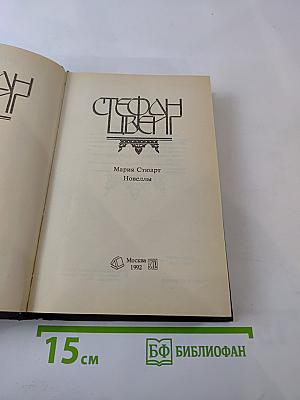 СТЕФАН
ЦВЕЙГ
Мария Стюарт
Новеллы
Москва
1992
15 см
БФ БИБЛИОФАН